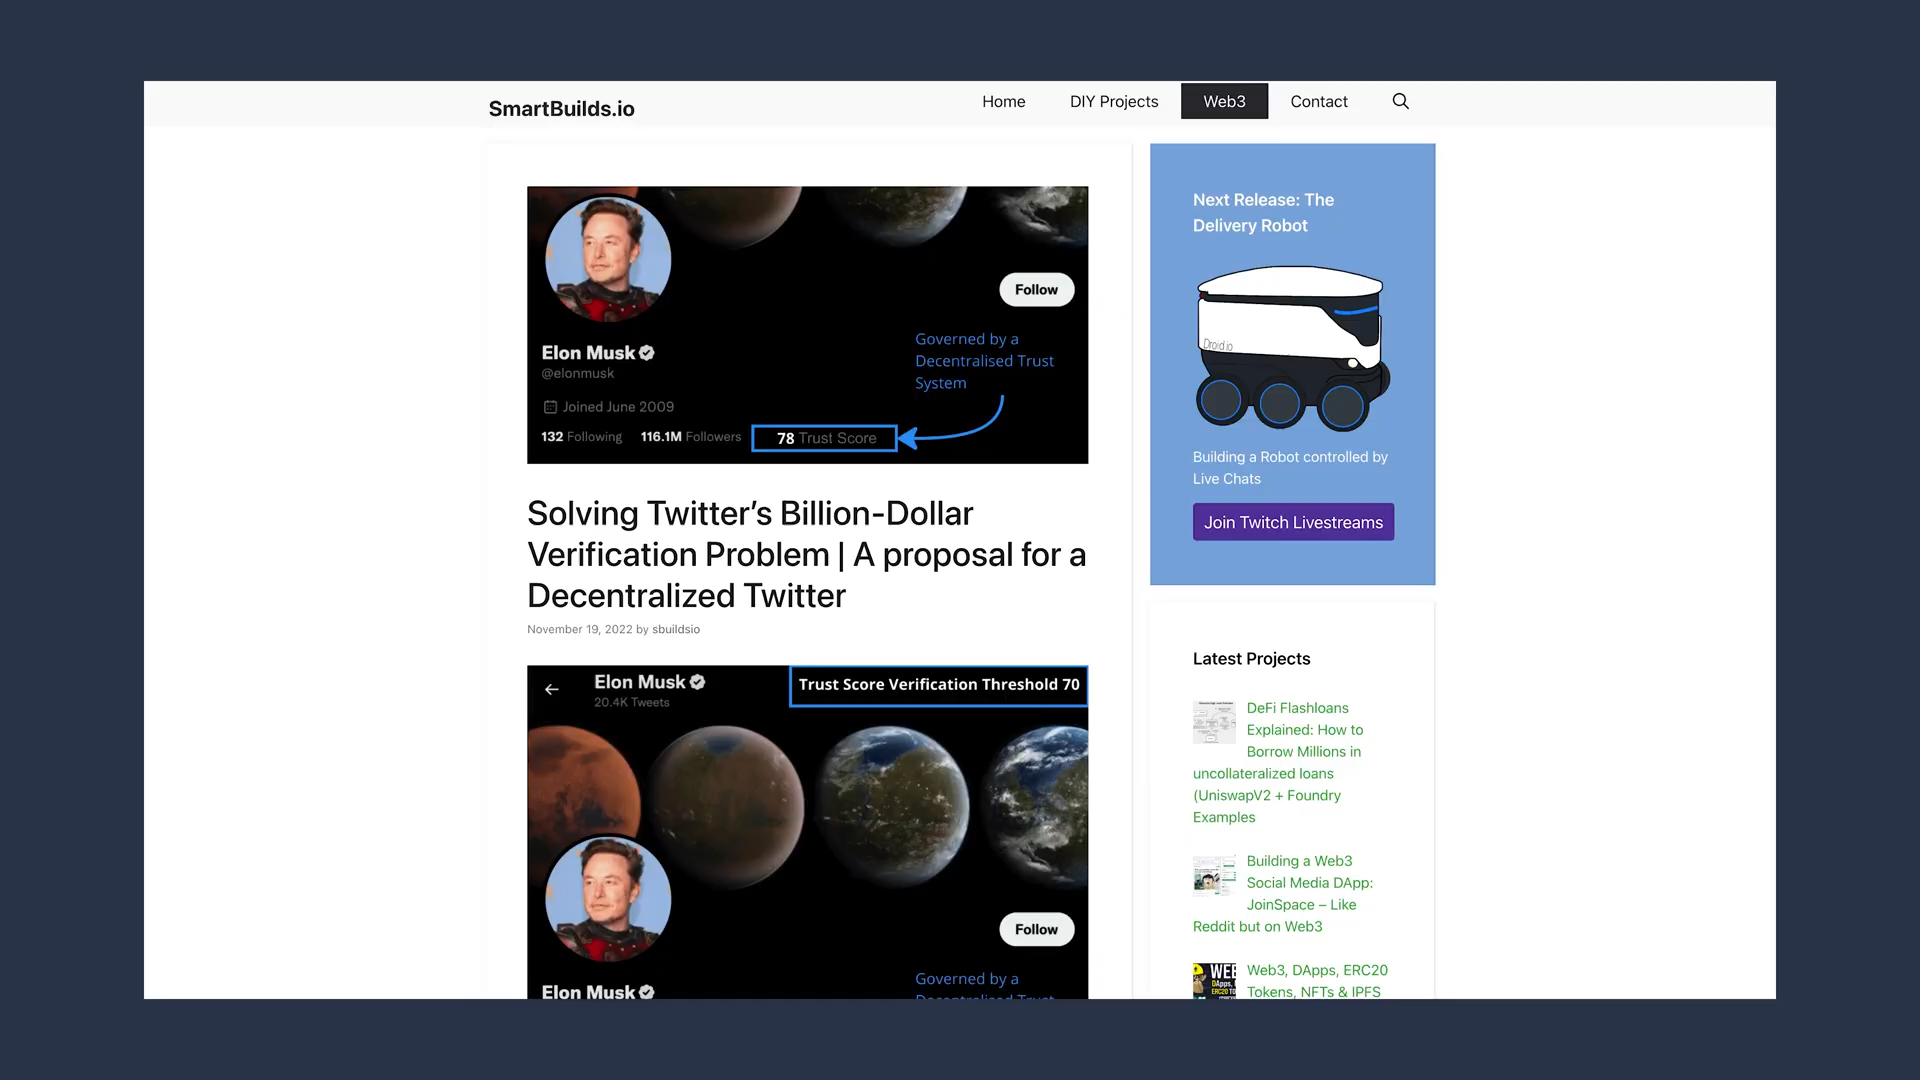 SmartBuilds.io
Home
DIY Projects
Web3
Contact
Follow
Elon Musk
@elonmusk
Joined June 2009
132 Following
116.1M Followers
78 Trust Score
Governed by a
Decentralised Trust
System
Solving Twitter’s Billion-Dollar
Verification Problem | A proposal for a
Decentralized Twitter
November 19, 2022 by sbuildsio
Elon Musk
20.4K Tweets
Trust Score Verification Threshold 70
Follow
Governed by a
Elon Musk
Next Release: The
Delivery Robot
Droid.io
Building a Robot controlled by
Live Chats
Join Twitch Livestreams
Latest Projects
DeFi Flashloans
Explained: How to
Borrow Millions in
uncollateralized loans
(UniswapV2 + Foundry
Examples
Building a Web3
Social Media DApp:
JoinSpace – Like
Reddit but on Web3
Web3, DApps, ERC20
Tokens, NFTs & IPFS